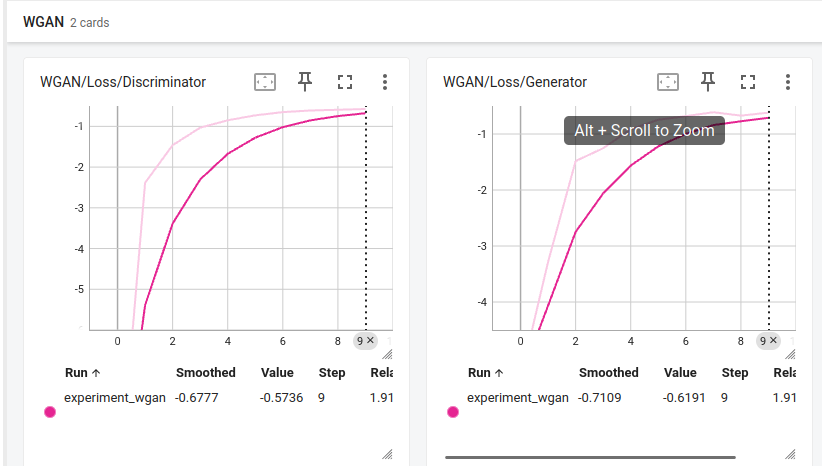 WGAN 2 cards
WGAN/Loss/Discriminator
-1
-2
-3
-4
-5
0 2 4 6 8 9
Run Smoothed Value Step Rela
experiment_wgan -0.6777 -0.5736 9 1.91
WGAN/Loss/Generator
Alt + Scroll to Zoom
-1
-2
-3
-4
0 2 4 6 8 9
Run Smoothed Value Step Rela
experiment_wgan -0.7109 -0.6191 9 1.91